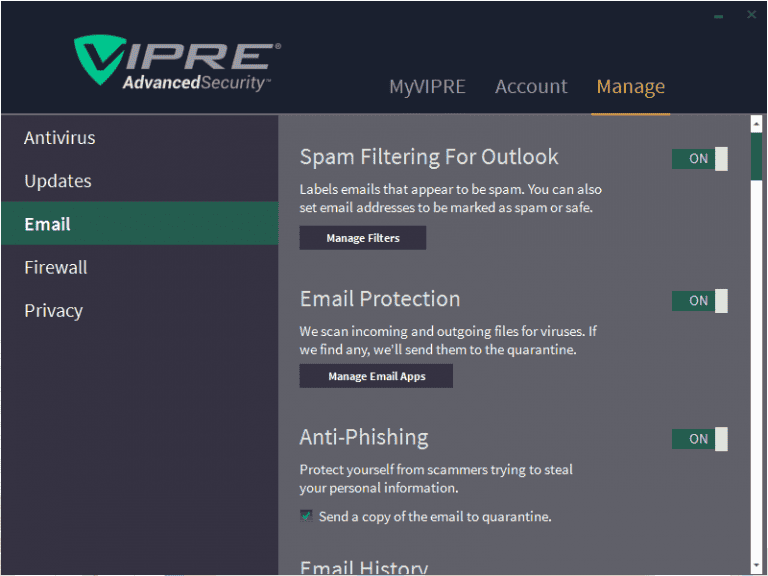 VIPRE®
AdvancedSecurity™
MyVIPRE Account Manage
Antivirus
Updates
Email
Firewall
Privacy
Spam Filtering For Outlook
ON
Labels emails that appear to be spam. You can also
set email addresses to be marked as spam or safe.
Manage Filters
Email Protection
ON
We scan incoming and outgoing files for viruses. If
we find any, we'll send them to the quarantine.
Manage Email Apps
Anti-Phishing
ON
Protect yourself from scammers trying to steal
your personal information.
Send a copy of the email to quarantine.
Email History